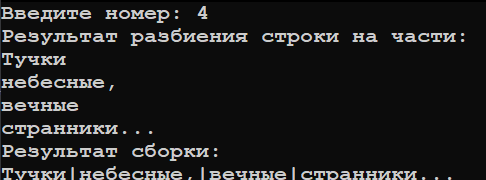 Введите номер: 4
Результат разбиения строки на части:
Тучки
небесные,
вечные
странники...
Результат сборки:
Тучки|небесные,|вечные|странники...